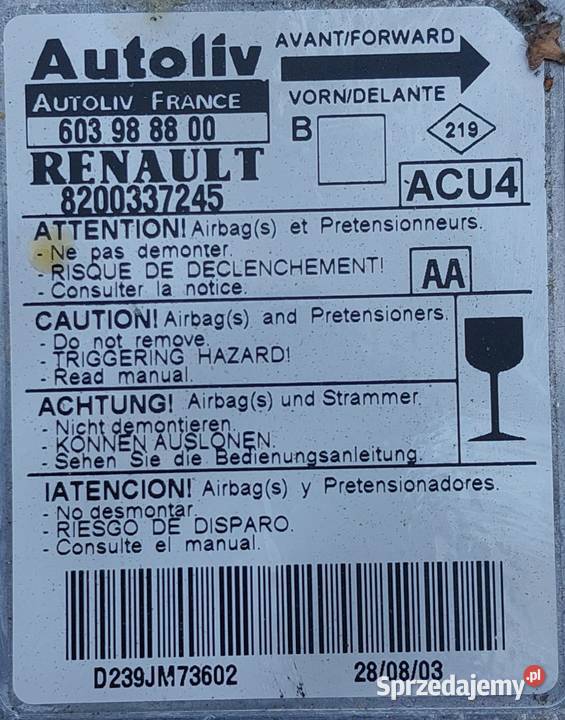 Autoliv
AVANT/FORWARD
AUTOLIV FRANCE
VORN/DELANTE
603 98 88 00
B
219
RENAULT
ACU4
8200337245
ATTENTION! Airbag(s) et Pretensionneurs.
- Ne pas demonter.
- RISQUE DE DECLENCHEMENT!
- Consulter la notice.
AA
CAUTION! Airbag(s) and Pretensioners.
- Do not remove.
- TRIGGERING HAZARD!
- Read manual.
ACHTUNG! Airbag(s) und Strammer.
- Nicht demontieren.
- KONNEN AUSLONEN.
- Sehen Sie die Bedienungsanleitung.
IATENCION! Airbag(s) y Pretensionadores.
- No desmontar.
- RIESGO DE DISPARO.
- Consulte el manual.
D239JM73602
28/08/03
Sprzedajemy.pl